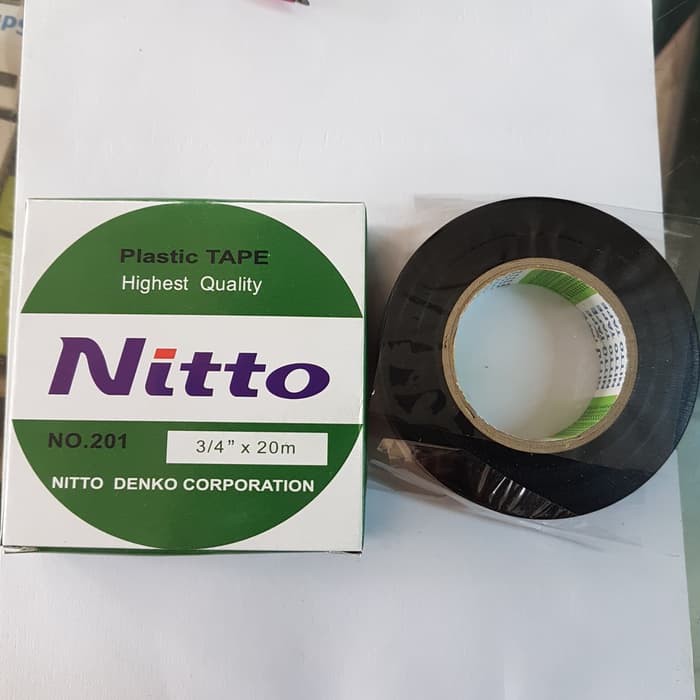 Plastic TAPE
Highest Quality
Nitto
NO.201
3/4” x 20m
NITTO DENKO CORPORATION